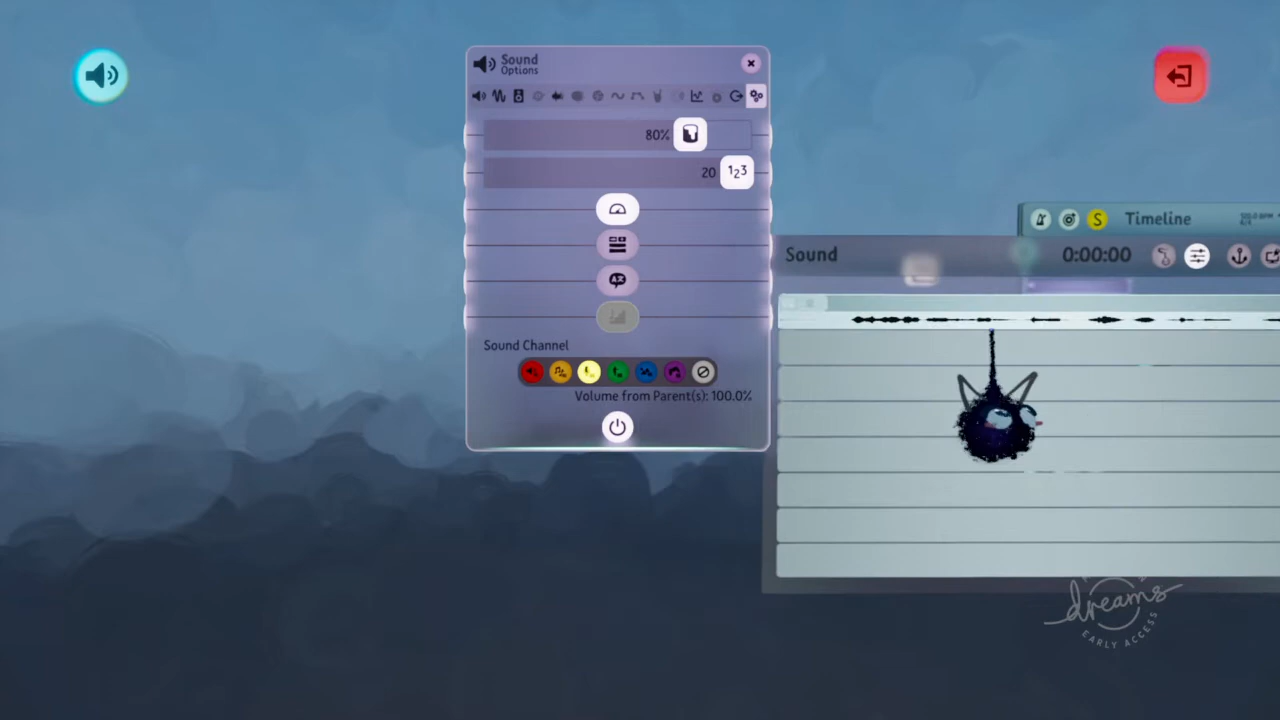 Sound
Options
80%
20
1₂3
Sound Channel
Volume from Parent(s): 100.0%
S
Timeline
Sound
0:00:00
dreams
EARLY ACCESS